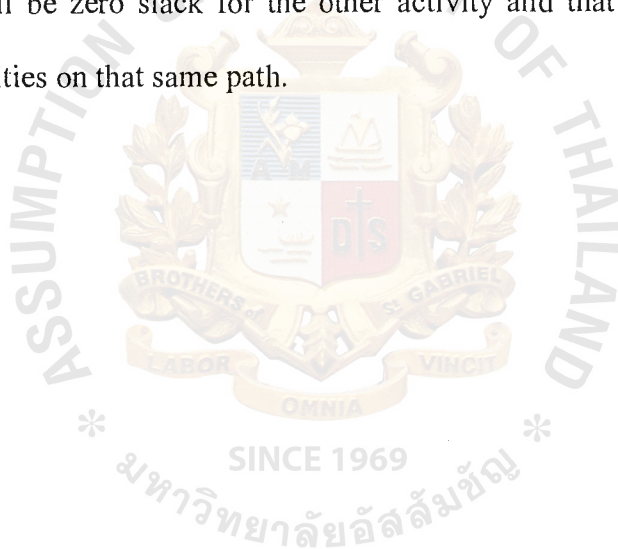 ll be zero slack for the other activity and that
ities on that same path.
ASSUMPTION
OF THAILAND
A M
D S
BROTHERS of St GABRIEL
LABOR
VINCIT
OMNIA
SINCE 1969
มหาวิทยาลัยอัสสัมชัญ